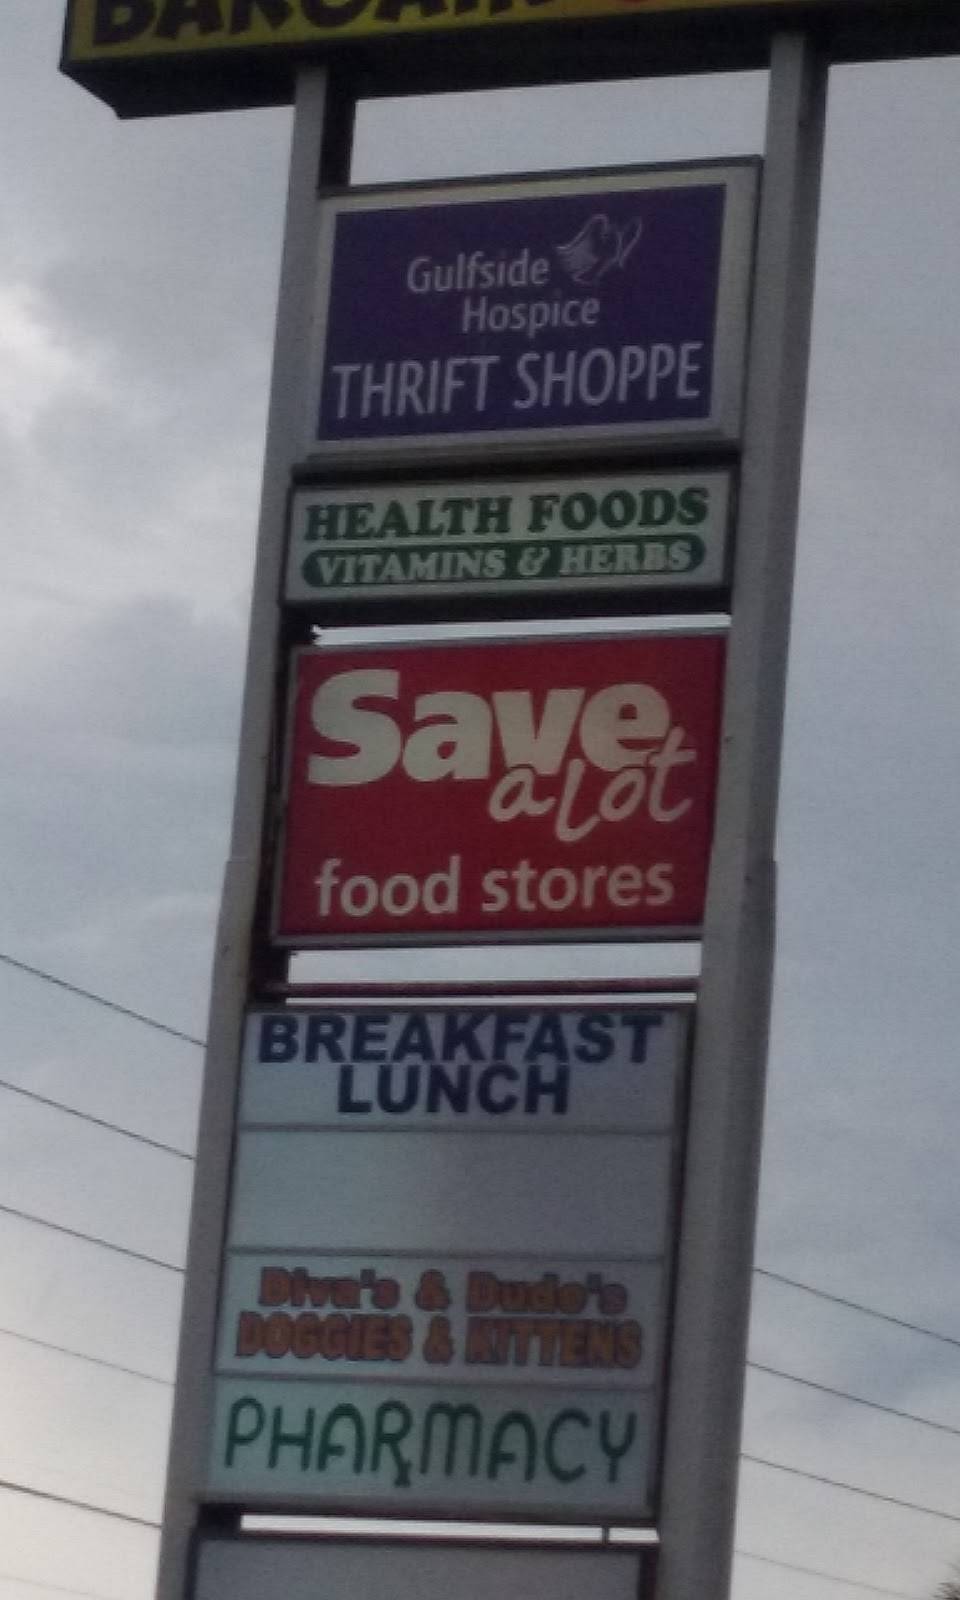 BARGAIN
Gulfside
Hospice
THRIFT SHOPPE
HEALTH FOODS
VITAMINS & HERBS
Save
a lot
food stores
BREAKFAST
LUNCH
Diva's & Dude's
DOGGIES & KITTENS
PHARMACY